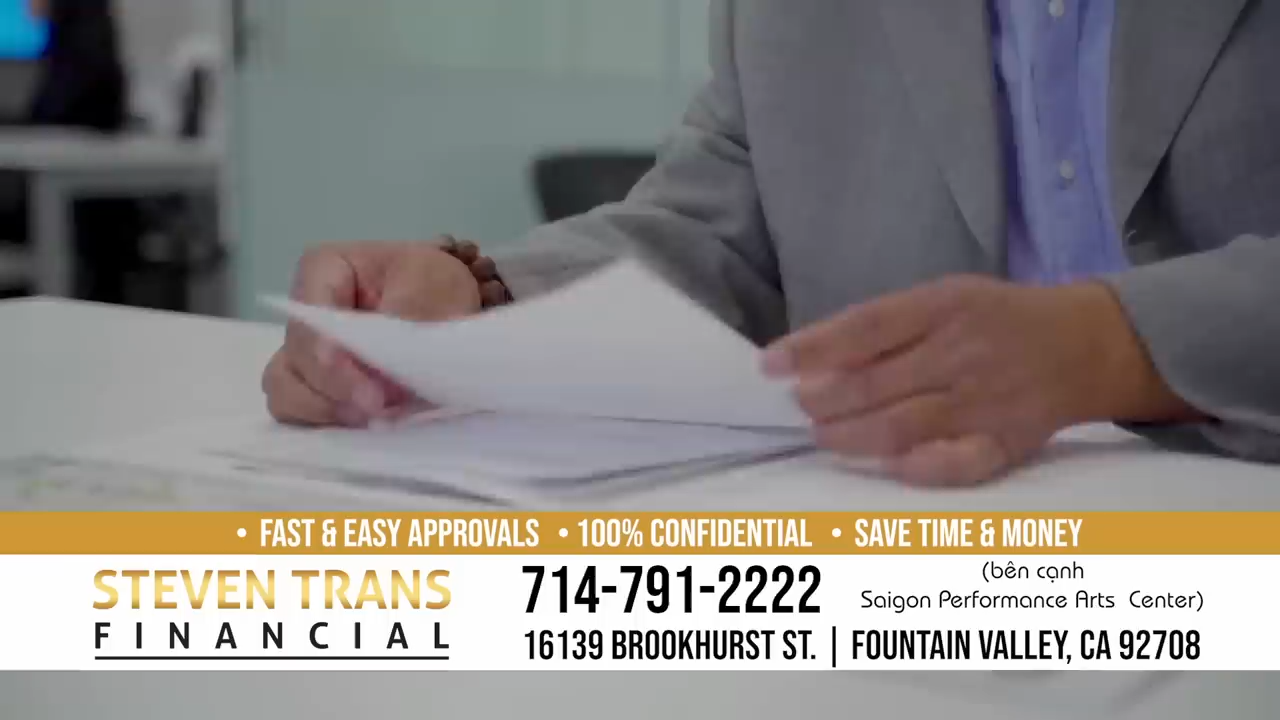 • FAST & EASY APPROVALS • 100% CONFIDENTIAL • SAVE TIME & MONEY
STEVEN TRANS
FINANCIAL
714-791-2222
16139 BROOKHURST ST. | FOUNTAIN VALLEY, CA 92708
(bên cạnh
Saigon Performance Arts Center)